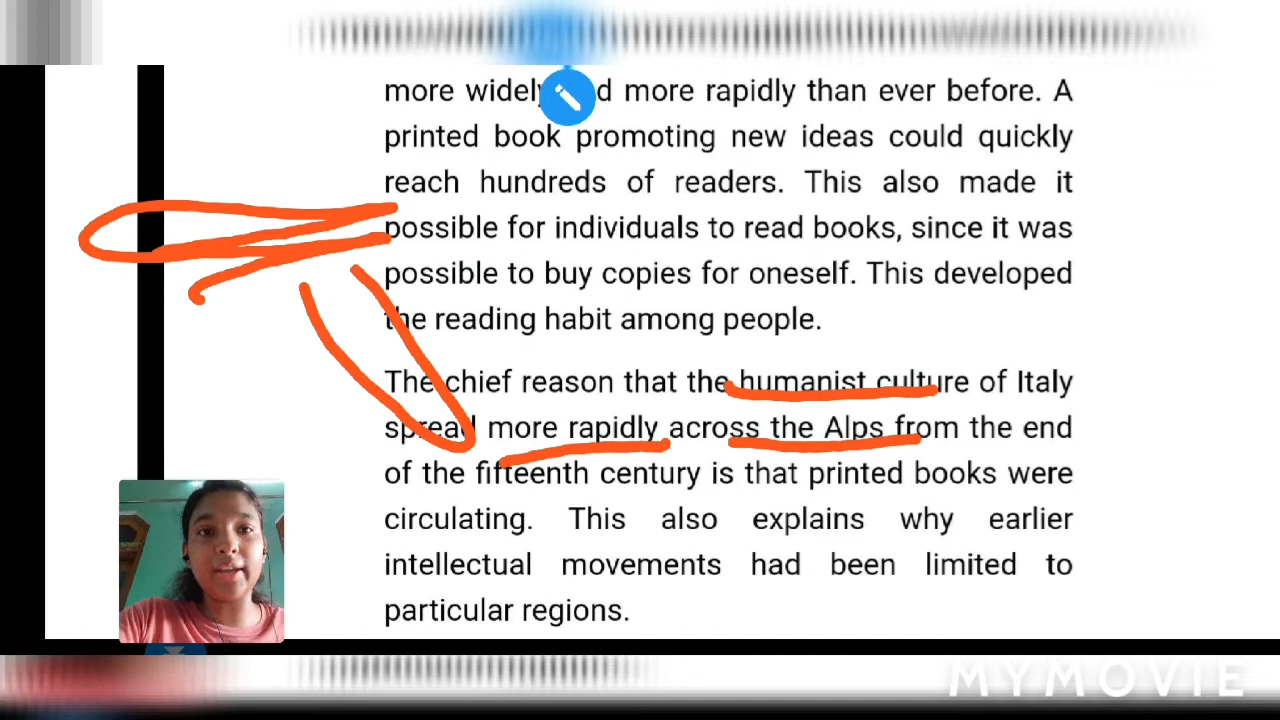 more widely d more rapidly than ever before. A
printed book promoting new ideas could quickly
reach hundreds of readers. This also made it
possible for individuals to read books, since it was
possible to buy copies for oneself. This developed
the reading habit among people.
The chief reason that the humanist culture of Italy
spread more rapidly across the Alps from the end
of the fifteenth century is that printed books were
circulating. This also explains why earlier
intellectual movements had been limited to
particular regions.
MYMOVIE